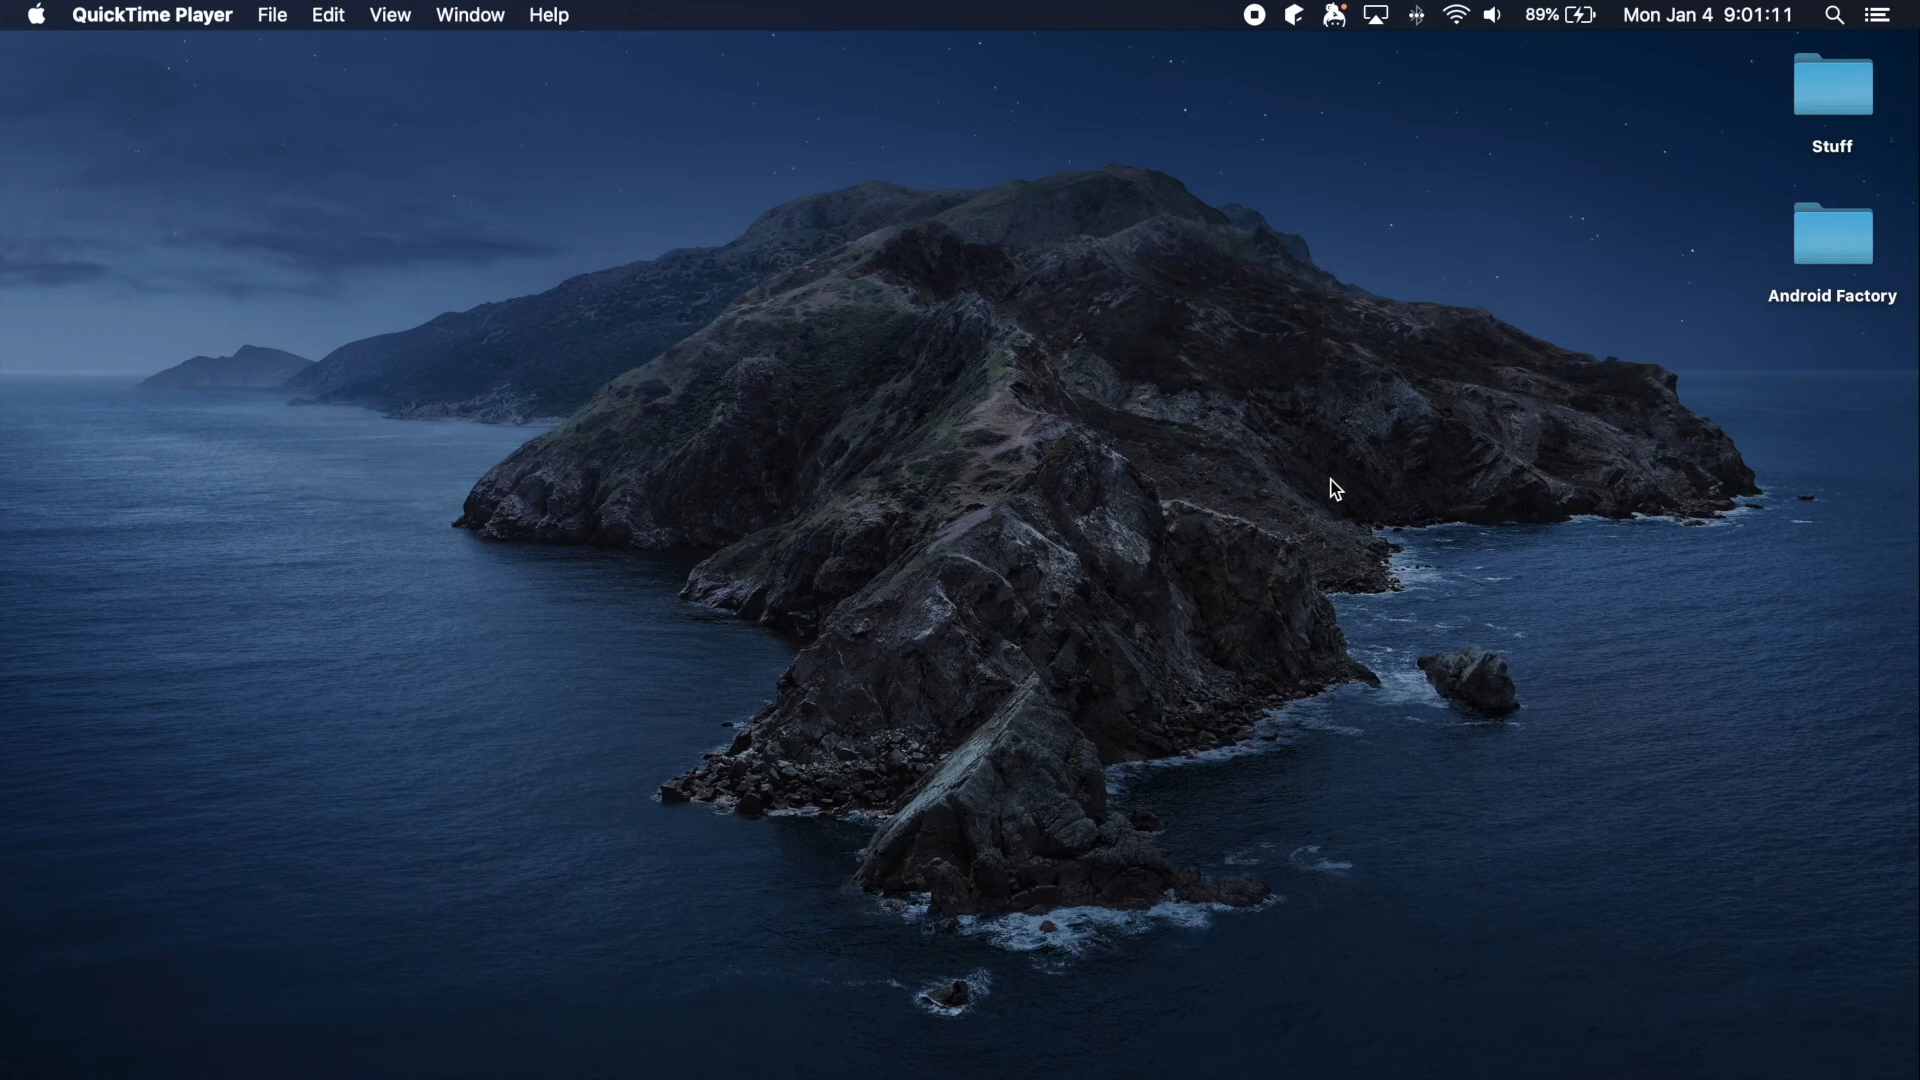 QuickTime Player File Edit View Window Help 89% Mon Jan 4 9:01:11
Stuff
Android Factory